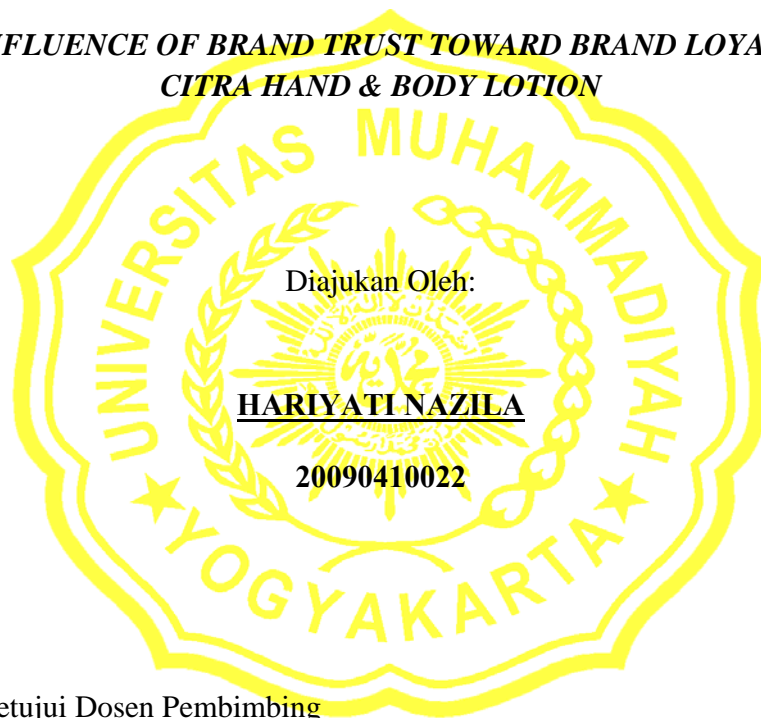 NFLUENCE OF BRAND TRUST TOWARD BRAND LOYA
CITRA HAND & BODY LOTION
UNIVERSITAS MUHAMMADIYAH
Diajukan Oleh:
HARIYATI NAZILA
20090410022
YOGYAKARTA
etujui Dosen Pembimbing